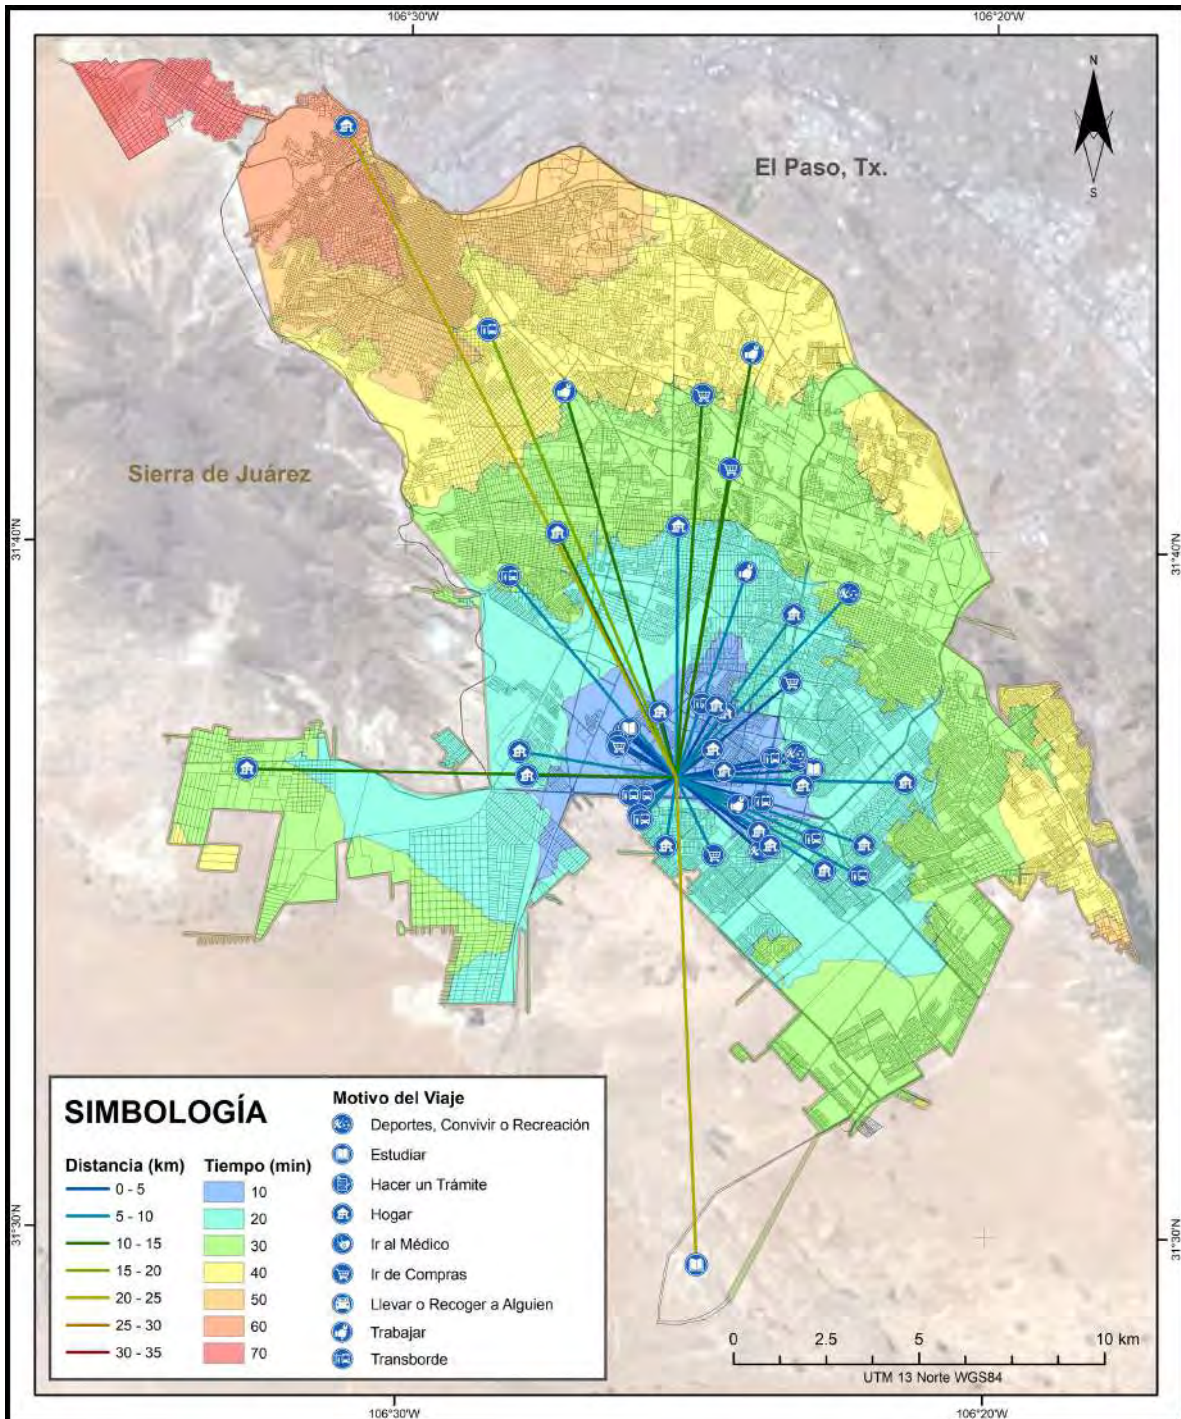 106°30'W
106°20'W
N
S
El Paso, Tx.
Sierra de Juárez
31°40'N
31°40'N
31°30'N
31°30'N
SIMBOLOGÍA
Distancia (km)
0 - 5
5 - 10
10 - 15
15 - 20
20 - 25
25 - 30
30 - 35
Tiempo (min)
10
20
30
40
50
60
70
Motivo del Viaje
Deportes, Convivir o Recreación
Estudiar
Hacer un Trámite
Hogar
Ir al Médico
Ir de Compras
Llevar o Recoger a Alguien
Trabajar
Transborde
0 2.5 5 10 km
UTM 13 Norte WGS84
106°30'W
106°20'W